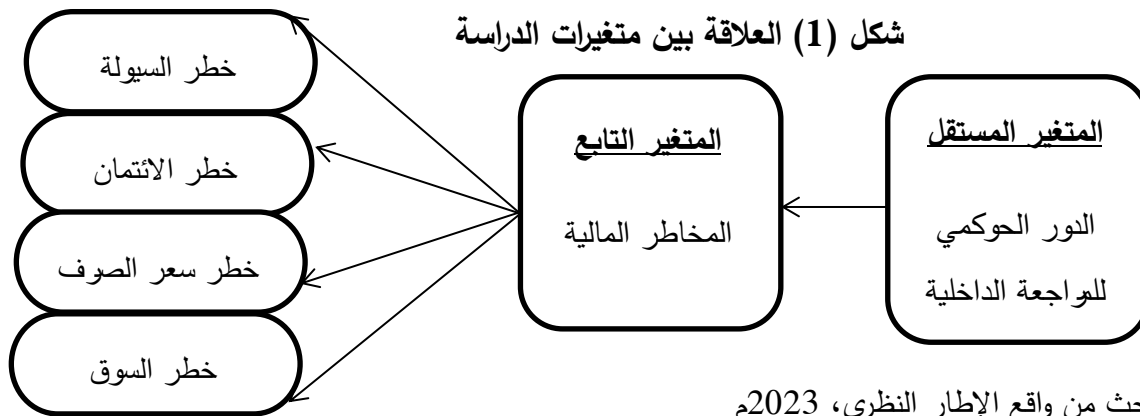 شكل (1) العلاقة بين متغيرات الدراسة
المتغير المستقل
الدور الحوكمي
للمراجعة الداخلية
المتغير التابع
المخاطر المالية
خطر السيولة
خطر الائتمان
خطر سعر الصرف
خطر السوق
حث من واقع الإطار النظري، 2023م